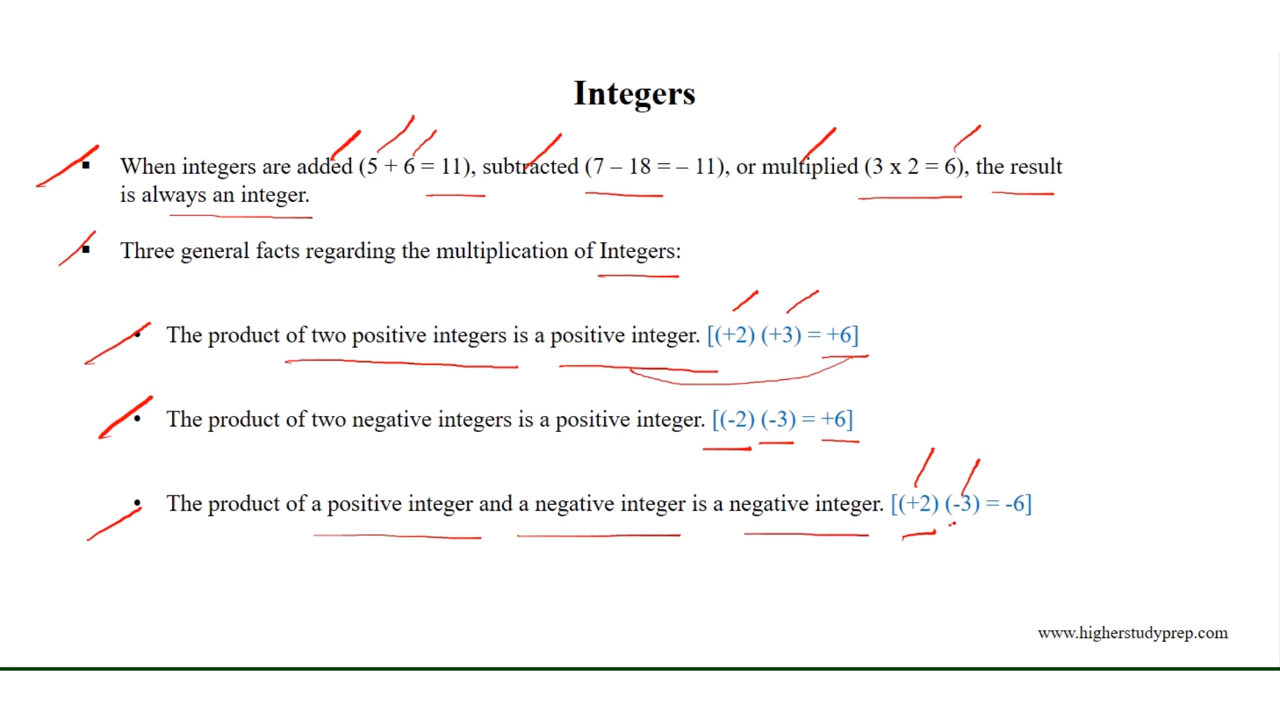 Integers
▪ When integers are added (5 + 6 = 11), subtracted (7 – 18 = – 11), or multiplied (3 x 2 = 6), the result
is always an integer.
▪ Three general facts regarding the multiplication of Integers:
• The product of two positive integers is a positive integer. [(+2) (+3) = +6]
• The product of two negative integers is a positive integer. [(-2) (-3) = +6]
• The product of a positive integer and a negative integer is a negative integer. [(+2) (-3) = -6]
www.higherstudyprep.com